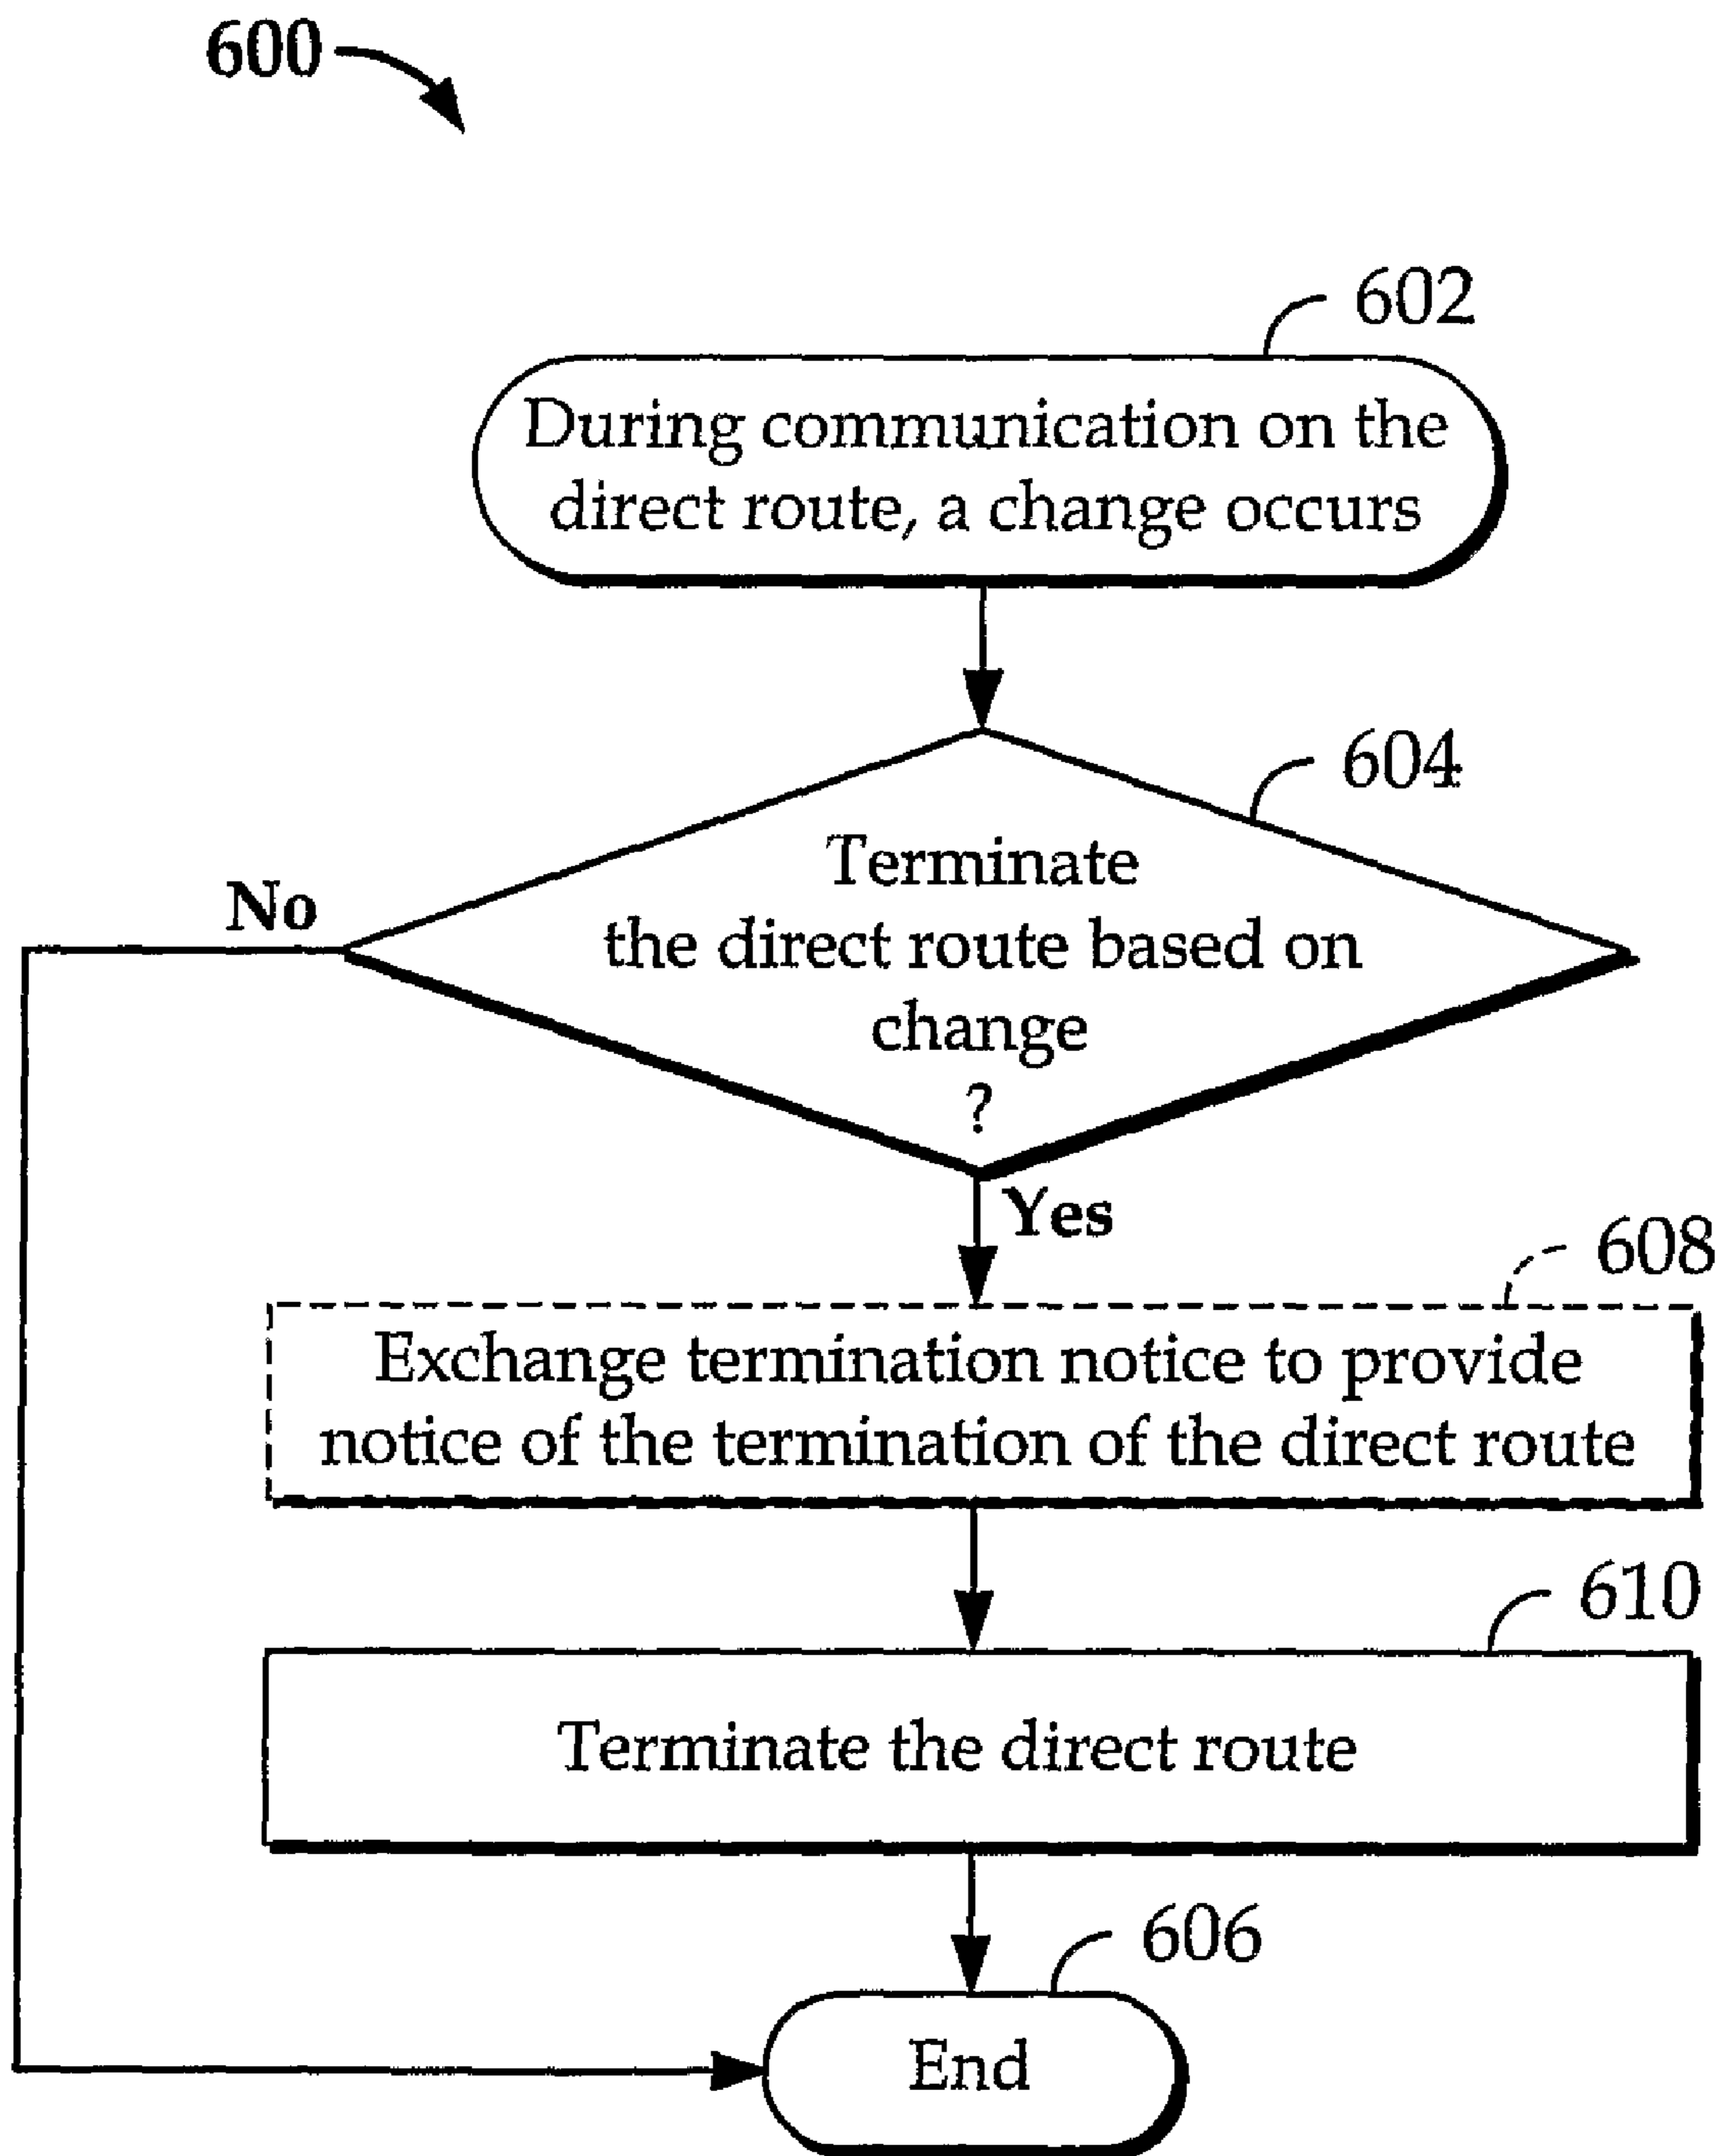 600
602
During communication on the
direct route, a change occurs
604
Terminate
the direct route based on
change
?
No
Yes
608
Exchange termination notice to provide
notice of the termination of the direct route
610
Terminate the direct route
606
End